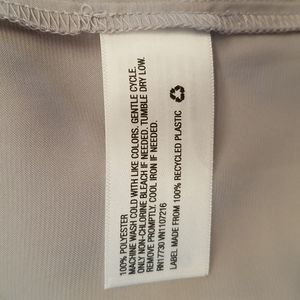 100% POLYESTER
MACHINE WASH COLD WITH LIKE COLORS. GENTLE CYCLE.
ONLY NON-CHLORINE BLEACH IF NEEDED. TUMBLE DRY LOW.
REMOVE PROMPTLY. COOL IRON IF NEEDED.
RN17730 VN1107216
LABEL MADE FROM 100% RECYCLED PLASTIC